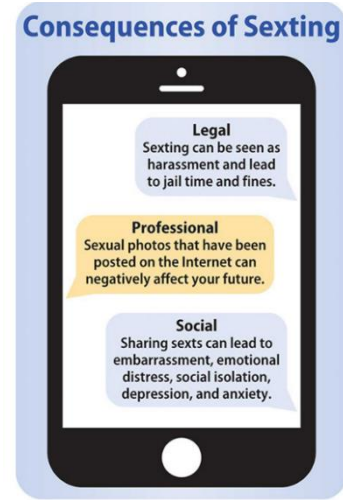 Consequences of Sexting
Legal
Sexting can be seen as
harassment and lead
to jail time and fines.
Professional
Sexual photos that have been
posted on the Internet can
negatively affect your future.
Social
Sharing sexts can lead to
embarrassment, emotional
distress, social isolation,
depression, and anxiety.